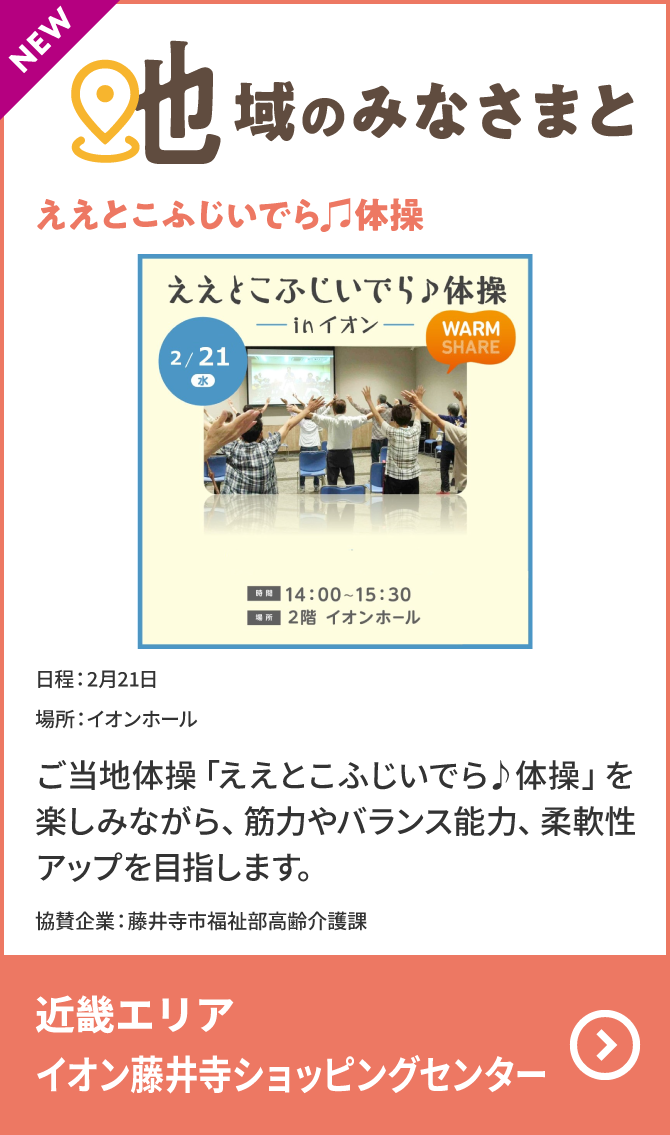 NEW
地域のみなさまと
ええとこふじいでら♫体操
ええとこふじいでら♪体操
in イオン
WARM
SHARE
2/21
水
時間 14:00~15:30
場所 2階 イオンホール
日程：2月21日
場所：イオンホール
ご当地体操「ええとこふじいでら♪体操」を
楽しみながら、筋力やバランス能力、柔軟性
アップを目指します。
協賛企業：藤井寺市福祉部高齢介護課
近畿エリア
イオン藤井寺ショッピングセンター